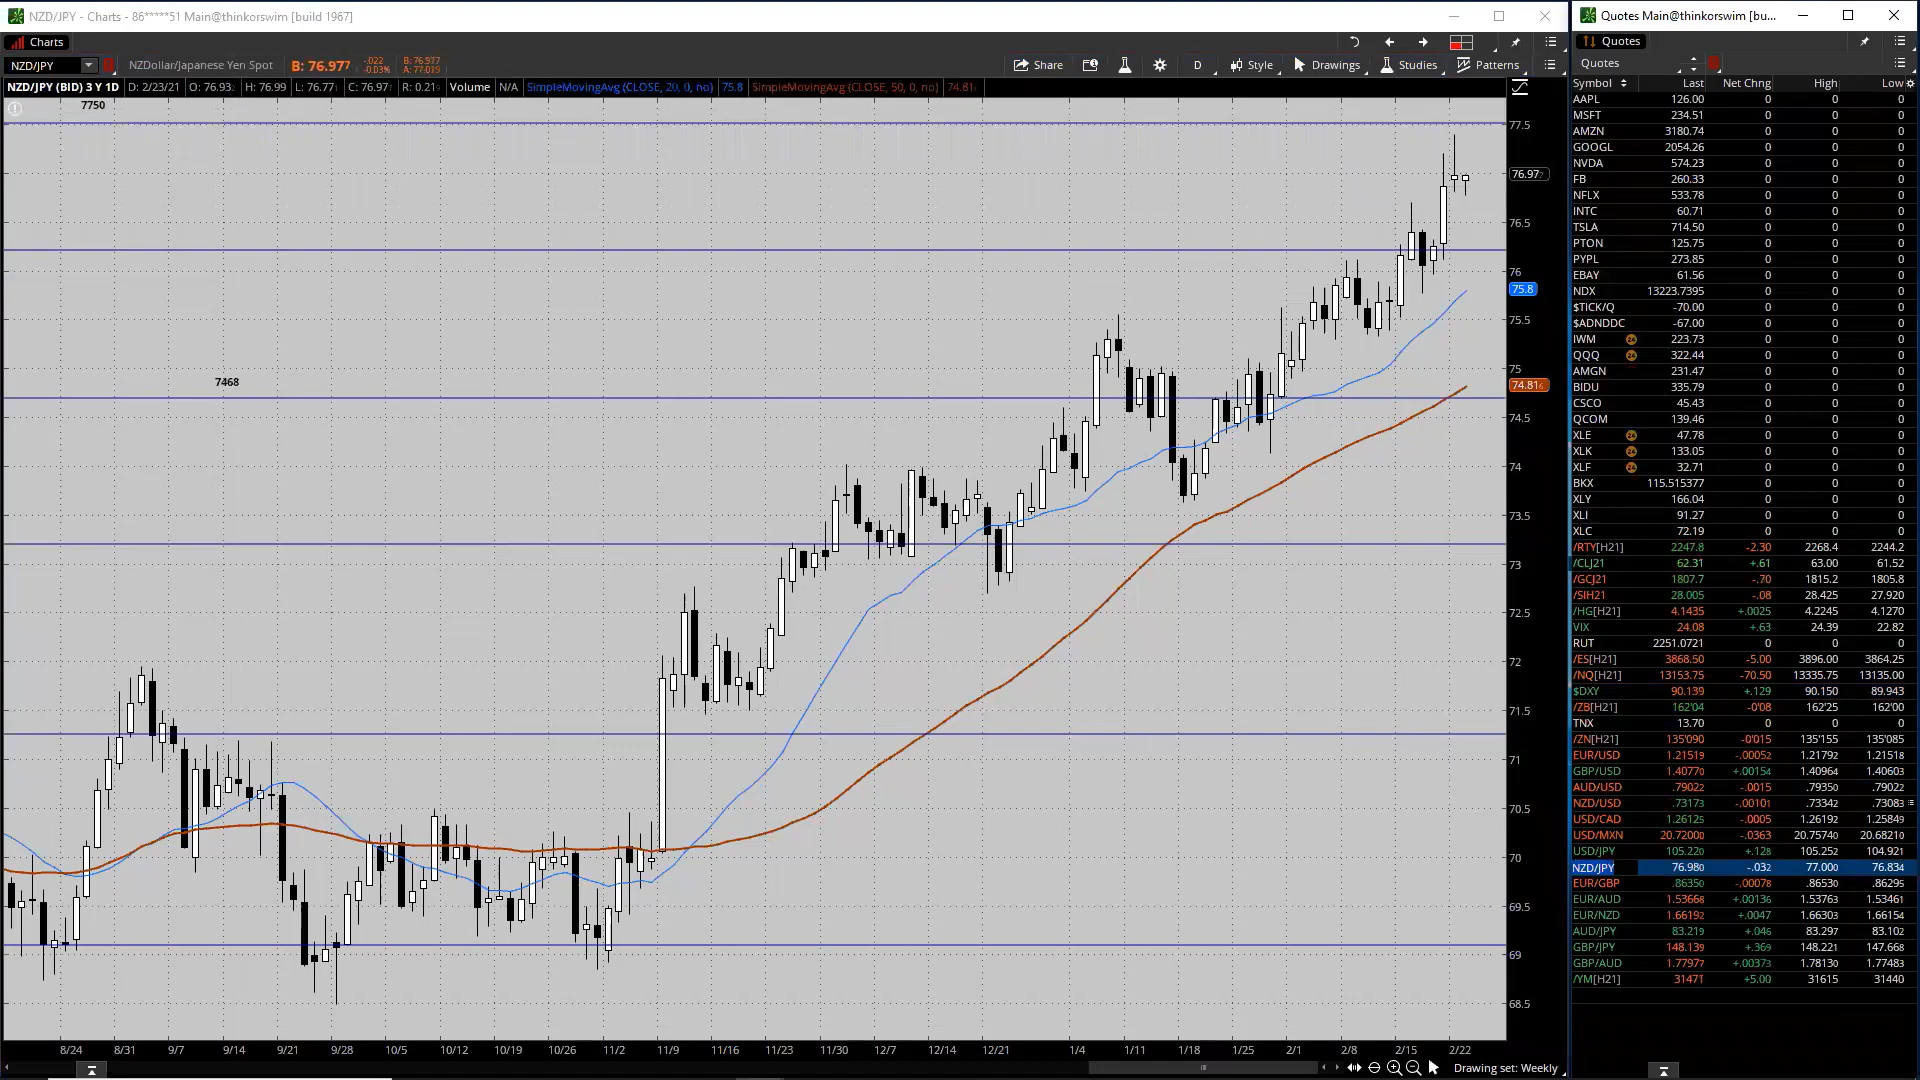 NZD/JPY - Charts - 86*****51 Main@thinkorswim [build 1967]
Charts
NZD/JPY NZDollar/Japanese Yen Spot B: 76.977 -.022 -0.03% B: 76.977 A: 77.019 Share D Style Drawings Studies Patterns
NZD/JPY (BID) 3 Y 1D D: 2/23/21 O: 76.93 H: 76.99 L: 76.77 C: 76.97 R: 0.21 Volume N/A SimpleMovingAvg (CLOSE, 20, 0, no) 75.8 SimpleMovingAvg (CLOSE, 50, 0, no) 74.81
7750
7468
77.5
76.97
76.5
76
75.8
75.5
75
74.81
74.5
74
73.5
73
72.5
72
71.5
71
70.5
70
69.5
69
68.5
8/24 8/31 9/7 9/14 9/21 9/28 10/5 10/12 10/19 10/26 11/2 11/9 11/16 11/23 11/30 12/7 12/14 12/21 1/4 1/11 1/18 1/25 2/1 2/8 2/15 2/22
Drawing set: Weekly
Quotes Main@thinkorswim [bu...
Quotes
Quotes
Symbol Last Net Chng High Low
AAPL 126.00 0 0 0
MSFT 234.51 0 0 0
AMZN 3180.74 0 0 0
GOOGL 2054.26 0 0 0
NVDA 574.23 0 0 0
FB 260.33 0 0 0
NFLX 533.78 0 0 0
INTC 60.71 0 0 0
TSLA 714.50 0 0 0
PTON 125.75 0 0 0
PYPL 273.85 0 0 0
EBAY 61.56 0 0 0
NDX 13223.7395 0 0 0
$TICK/Q -70.00 0 0 0
$ADNDDC -67.00 0 0 0
IWM 24 223.73 0 0 0
QQQ 24 322.44 0 0 0
AMGN 231.47 0 0 0
BIDU 335.79 0 0 0
CSCO 45.43 0 0 0
QCOM 139.46 0 0 0
XLE 24 47.78 0 0 0
XLK 24 133.05 0 0 0
XLF 24 32.71 0 0 0
BKX 115.515377 0 0 0
XLY 166.04 0 0 0
XLI 91.27 0 0 0
XLC 72.19 0 0 0
/RTY[H21] 2247.8 -2.30 2268.4 2244.2
/CLJ21 62.31 +.61 63.00 61.52
/GCJ21 1807.7 -.70 1815.2 1805.8
/SIH21 28.005 -.08 28.425 27.920
/HG[H21] 4.1435 +.0025 4.2245 4.1270
VIX 24.08 +.63 24.39 22.82
RUT 2251.0721 0 0 0
/ES[H21] 3868.50 -5.00 3896.00 3864.25
/NQ[H21] 13153.75 -70.50 13335.75 13135.00
$DXY 90.139 +.129 90.150 89.943
/ZB[H21] 162'04 -0'08 162'25 162'00
TNX 13.70 0 0 0
/ZN[H21] 135'090 -0'015 135'155 135'085
EUR/USD 1.21519 -.00052 1.21792 1.21518
GBP/USD 1.40770 +.00154 1.40964 1.40603
AUD/USD .79022 -.0015 .79350 .79022
NZD/USD .73173 -.00101 .73342 .73083
USD/CAD 1.26125 -.0005 1.26192 1.25849
USD/MXN 20.72000 -.0363 20.75740 20.68210
USD/JPY 105.220 +.128 105.252 104.921
NZD/JPY 76.980 -.032 77.000 76.834
EUR/GBP .86350 -.00078 .86530 .86295
EUR/AUD 1.53668 +.00136 1.53763 1.53461
EUR/NZD 1.66192 +.0047 1.66303 1.66154
AUD/JPY 83.219 +.046 83.297 83.102
GBP/JPY 148.139 +.369 148.221 147.668
GBP/AUD 1.77977 +.00373 1.78130 1.77483
/YM[H21] 31471 +5.00 31615 31440